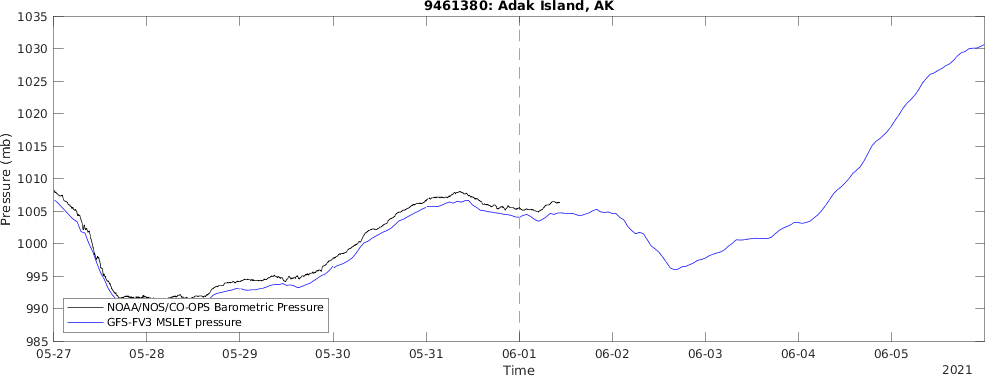 9461380: Adak Island, AK
Pressure (mb)
1035
1030
1025
1020
1015
1010
1005
1000
995
990
985
NOAA/NOS/CO-OPS Barometric Pressure
GFS-FV3 MSLET pressure
05-27 05-28 05-29 05-30 05-31 06-01 06-02 06-03 06-04 06-05
Time
2021